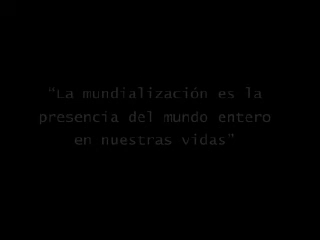 “La mundialización es la
presencia del mundo entero
en nuestras vidas”